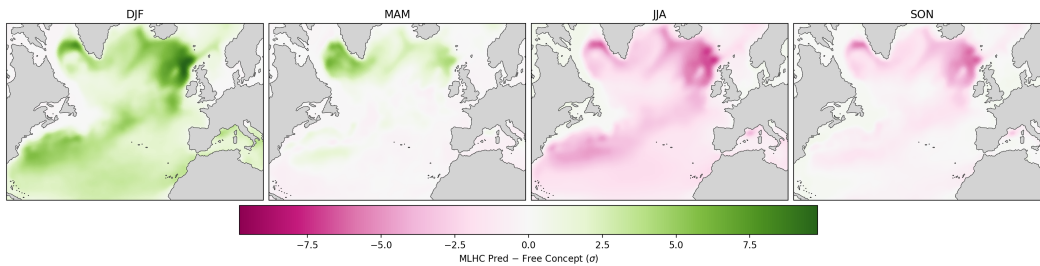 DJF MAM JJA SON
−7.5 −5.0 −2.5 0.0 2.5 5.0 7.5
MLHC Pred − Free Concept (σ)